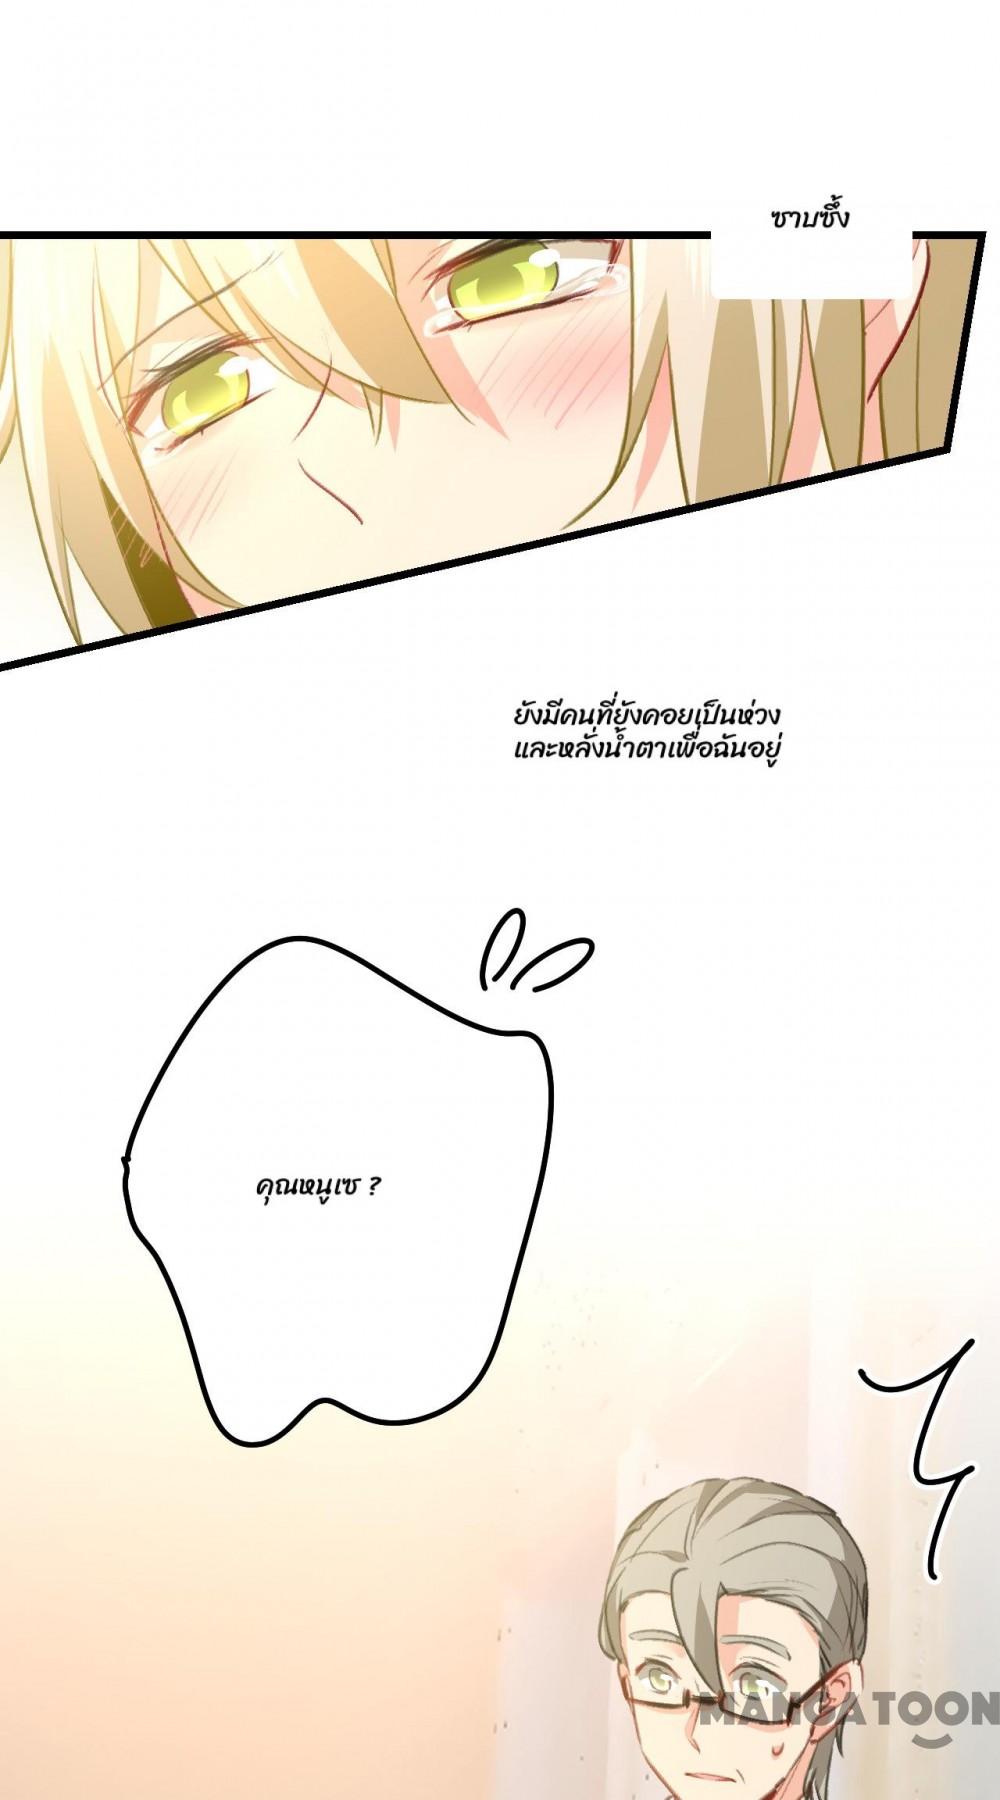 ซาบซึ้ง
ยังมีคนที่ยังคอยเป็นห่วง
และหลั่งน้ำตาเพื่อฉันอยู่
คุณหนูเซ ?
MANGATOON